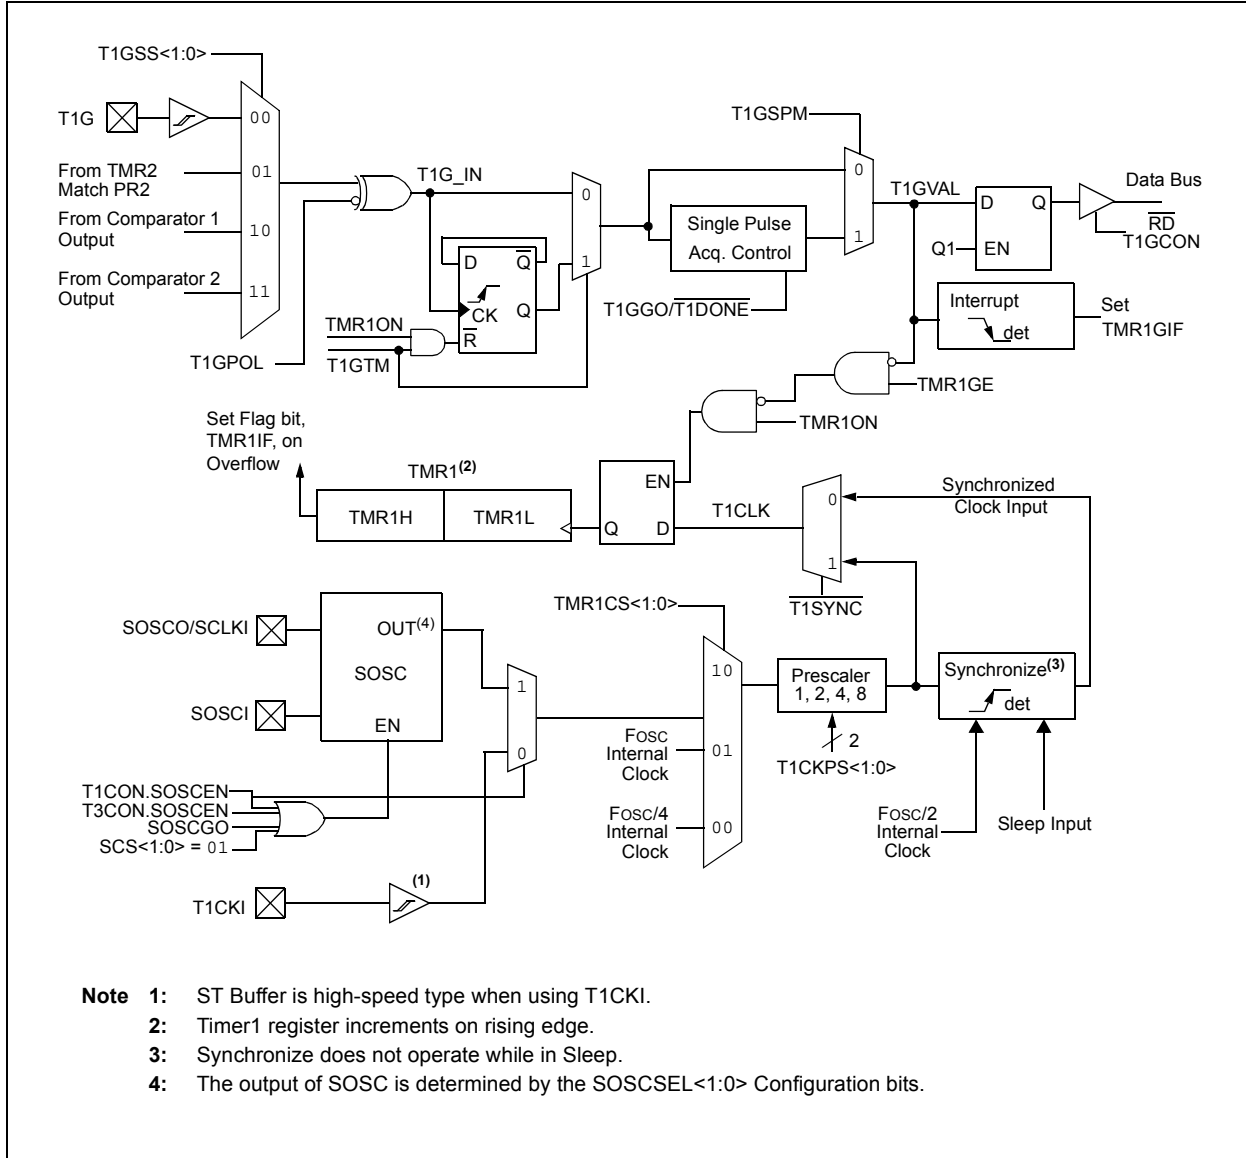 T1GSS<1:0>
T1G
00
From TMR2
Match PR2
01
From Comparator 1
Output
10
From Comparator 2
Output
11
T1GPOL
T1G_IN
0
1
D
Q
CK
Q
R
TMR1ON
T1GTM
T1GSPM
Single Pulse
Acq. Control
T1GGO/T1DONE
0
1
T1GVAL
D
Q
Q1
EN
Data Bus
RD
T1GCON
Interrupt
det
Set
TMR1GIF
TMR1GE
TMR1ON
Set Flag bit,
TMR1IF, on
Overflow
TMR1(2)
TMR1H
TMR1L
EN
Q
D
T1CLK
0
1
T1SYNC
Synchronized
Clock Input
SOSCO/SCLKI
OUT(4)
SOSC
SOSCI
EN
1
0
T1CON.SOSCEN
T3CON.SOSCEN
SOSCGO
SCS<1:0> = 01
T1CKI
(1)
TMR1CS<1:0>
10
FOSC
Internal
Clock
01
FOSC/4
Internal
Clock
00
Prescaler
1, 2, 4, 8
2
T1CKPS<1:0>
Synchronize(3)
det
FOSC/2
Internal
Clock
Sleep Input
Note 1: ST Buffer is high-speed type when using T1CKI.
2: Timer1 register increments on rising edge.
3: Synchronize does not operate while in Sleep.
4: The output of SOSC is determined by the SOSCSEL<1:0> Configuration bits.